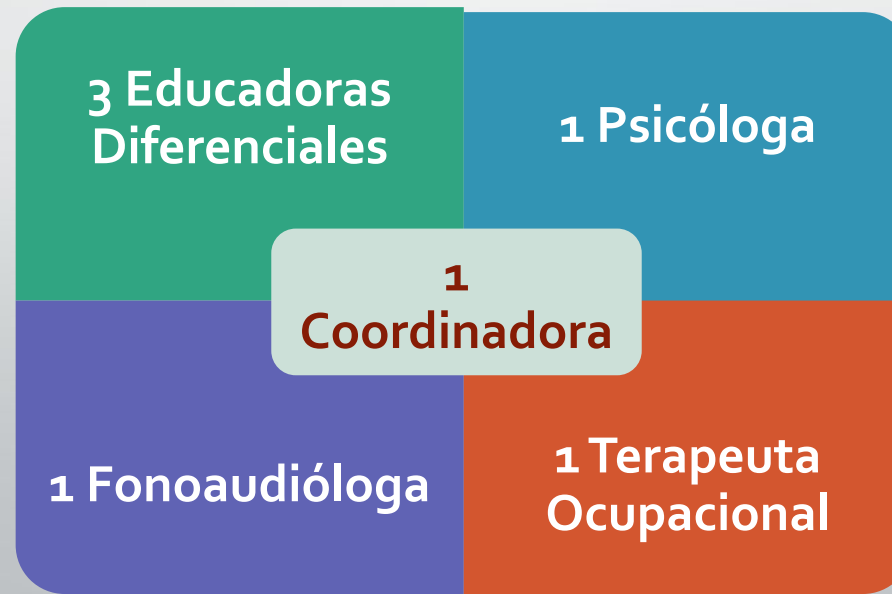 3 Educadoras
Diferenciales
1 Psicóloga
1
Coordinadora
1 Fonoaudióloga
1 Terapeuta
Ocupacional